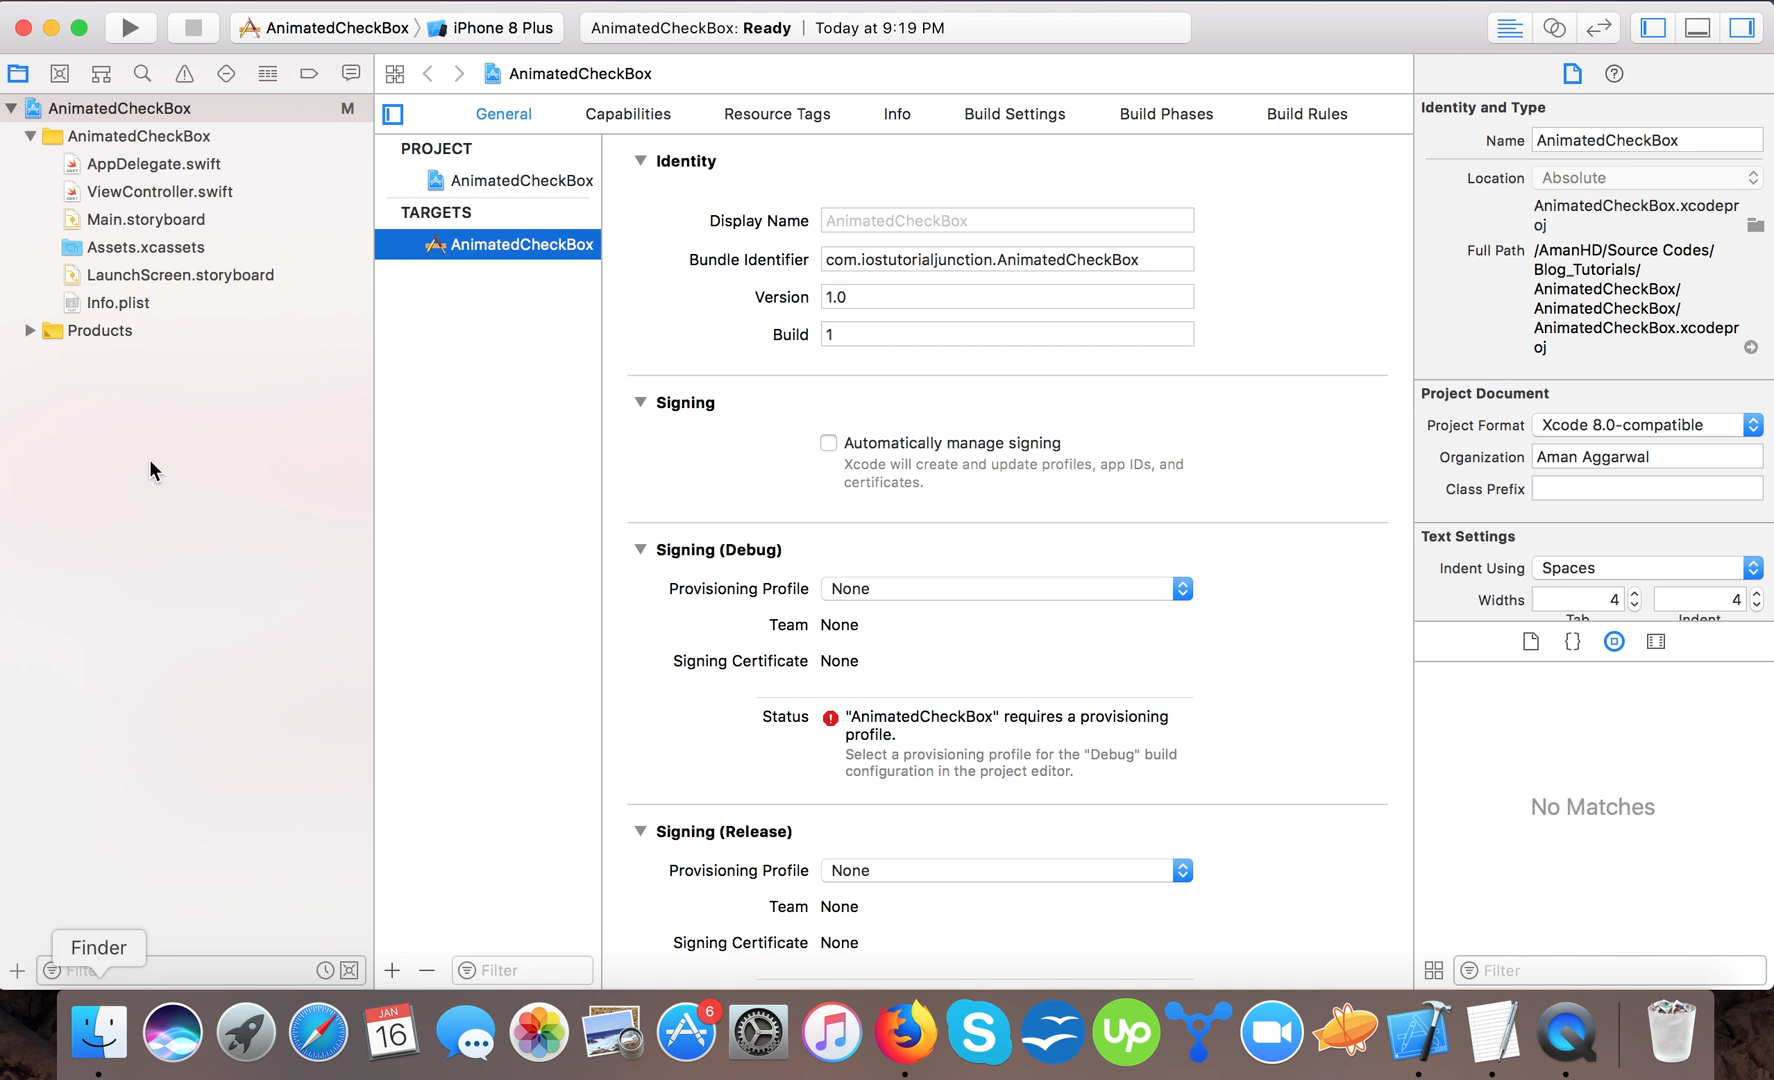 AnimatedCheckBox
iPhone 8 Plus
AnimatedCheckBox: Ready | Today at 9:19 PM
AnimatedCheckBox
AnimatedCheckBox M
AnimatedCheckBox
AppDelegate.swift
ViewController.swift
Main.storyboard
Assets.xcassets
LaunchScreen.storyboard
Info.plist
Products
Finder
Filte
General
Capabilities
Resource Tags
Info
Build Settings
Build Phases
Build Rules
PROJECT
AnimatedCheckBox
TARGETS
AnimatedCheckBox
Filter
Identity
Display Name AnimatedCheckBox
Bundle Identifier com.iostutorialjunction.AnimatedCheckBox
Version 1.0
Build 1
Signing
Automatically manage signing
Xcode will create and update profiles, app IDs, and
certificates.
Signing (Debug)
Provisioning Profile None
Team None
Signing Certificate None
Status "AnimatedCheckBox" requires a provisioning
profile.
Select a provisioning profile for the "Debug" build
configuration in the project editor.
Signing (Release)
Provisioning Profile None
Team None
Signing Certificate None
Identity and Type
Name AnimatedCheckBox
Location Absolute
AnimatedCheckBox.xcodepr
oj
Full Path /AmanHD/Source Codes/
Blog_Tutorials/
AnimatedCheckBox/
AnimatedCheckBox/
AnimatedCheckBox.xcodepr
oj
Project Document
Project Format Xcode 8.0-compatible
Organization Aman Aggarwal
Class Prefix
Text Settings
Indent Using Spaces
Widths 4 4
Tab Indent
No Matches
Filter
JAN
16
6
S
up